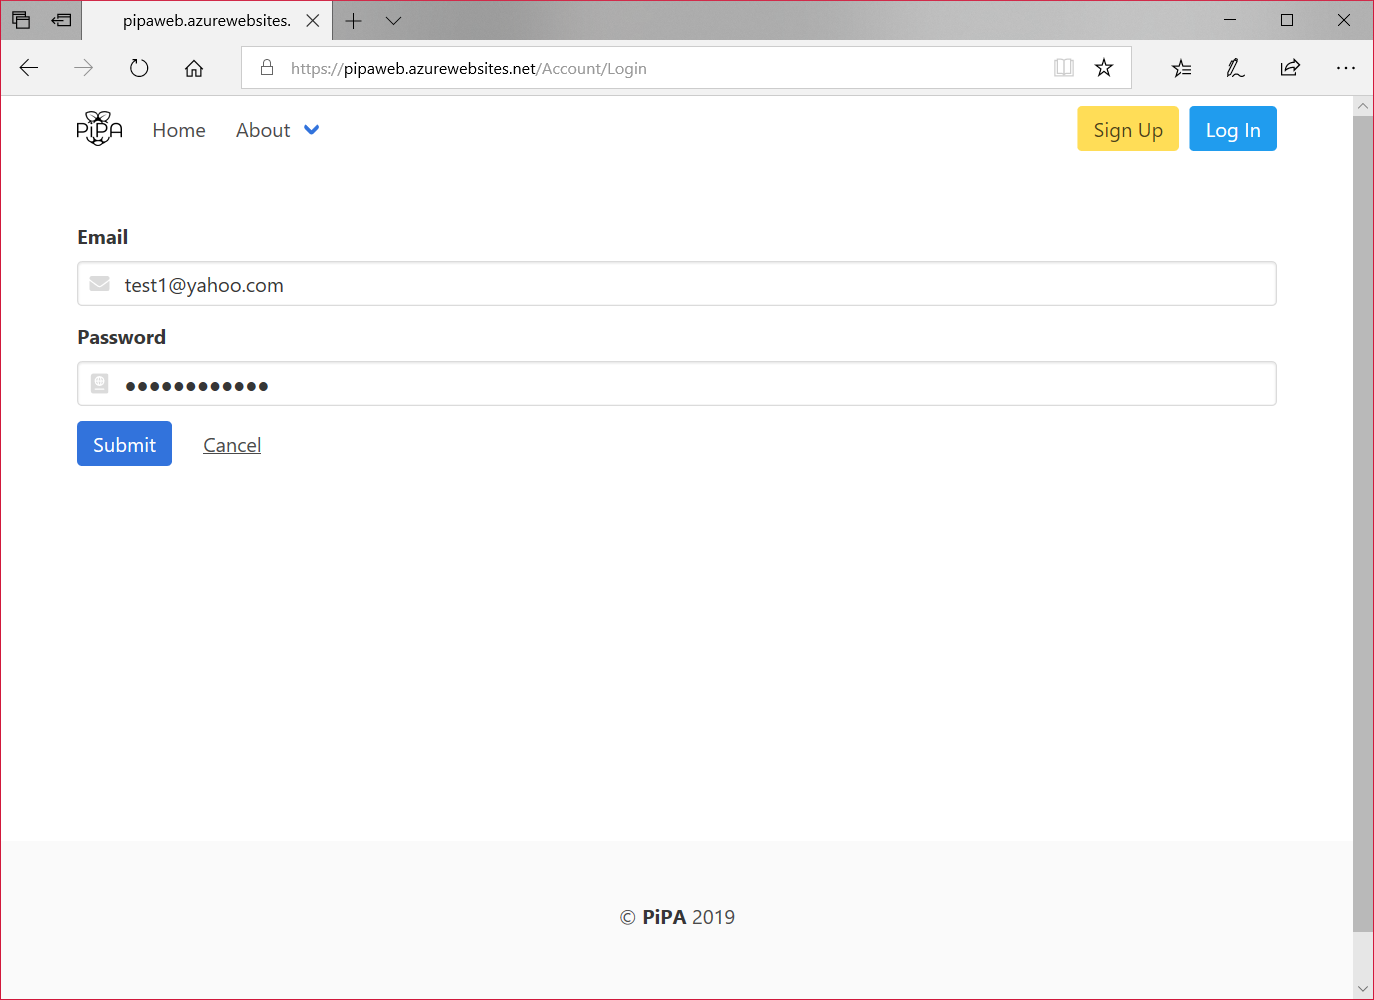 pipaweb.azurewebsites.
https://pipaweb.azurewebsites.net/Account/Login
PiPA Home About Sign Up Log In
Email
test1@yahoo.com
Password
●●●●●●●●●●●●
Submit Cancel
© PiPA 2019